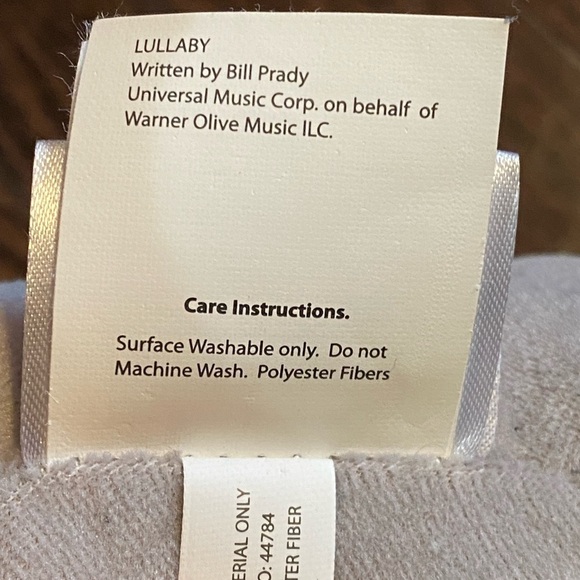 LULLABY
Written by Bill Prady
Universal Music Corp. on behalf of
Warner Olive Music ILC.
Care Instructions.
Surface Washable only. Do not
Machine Wash. Polyester Fibers
ERIAL ONLY
O: 44784
TER FIBER